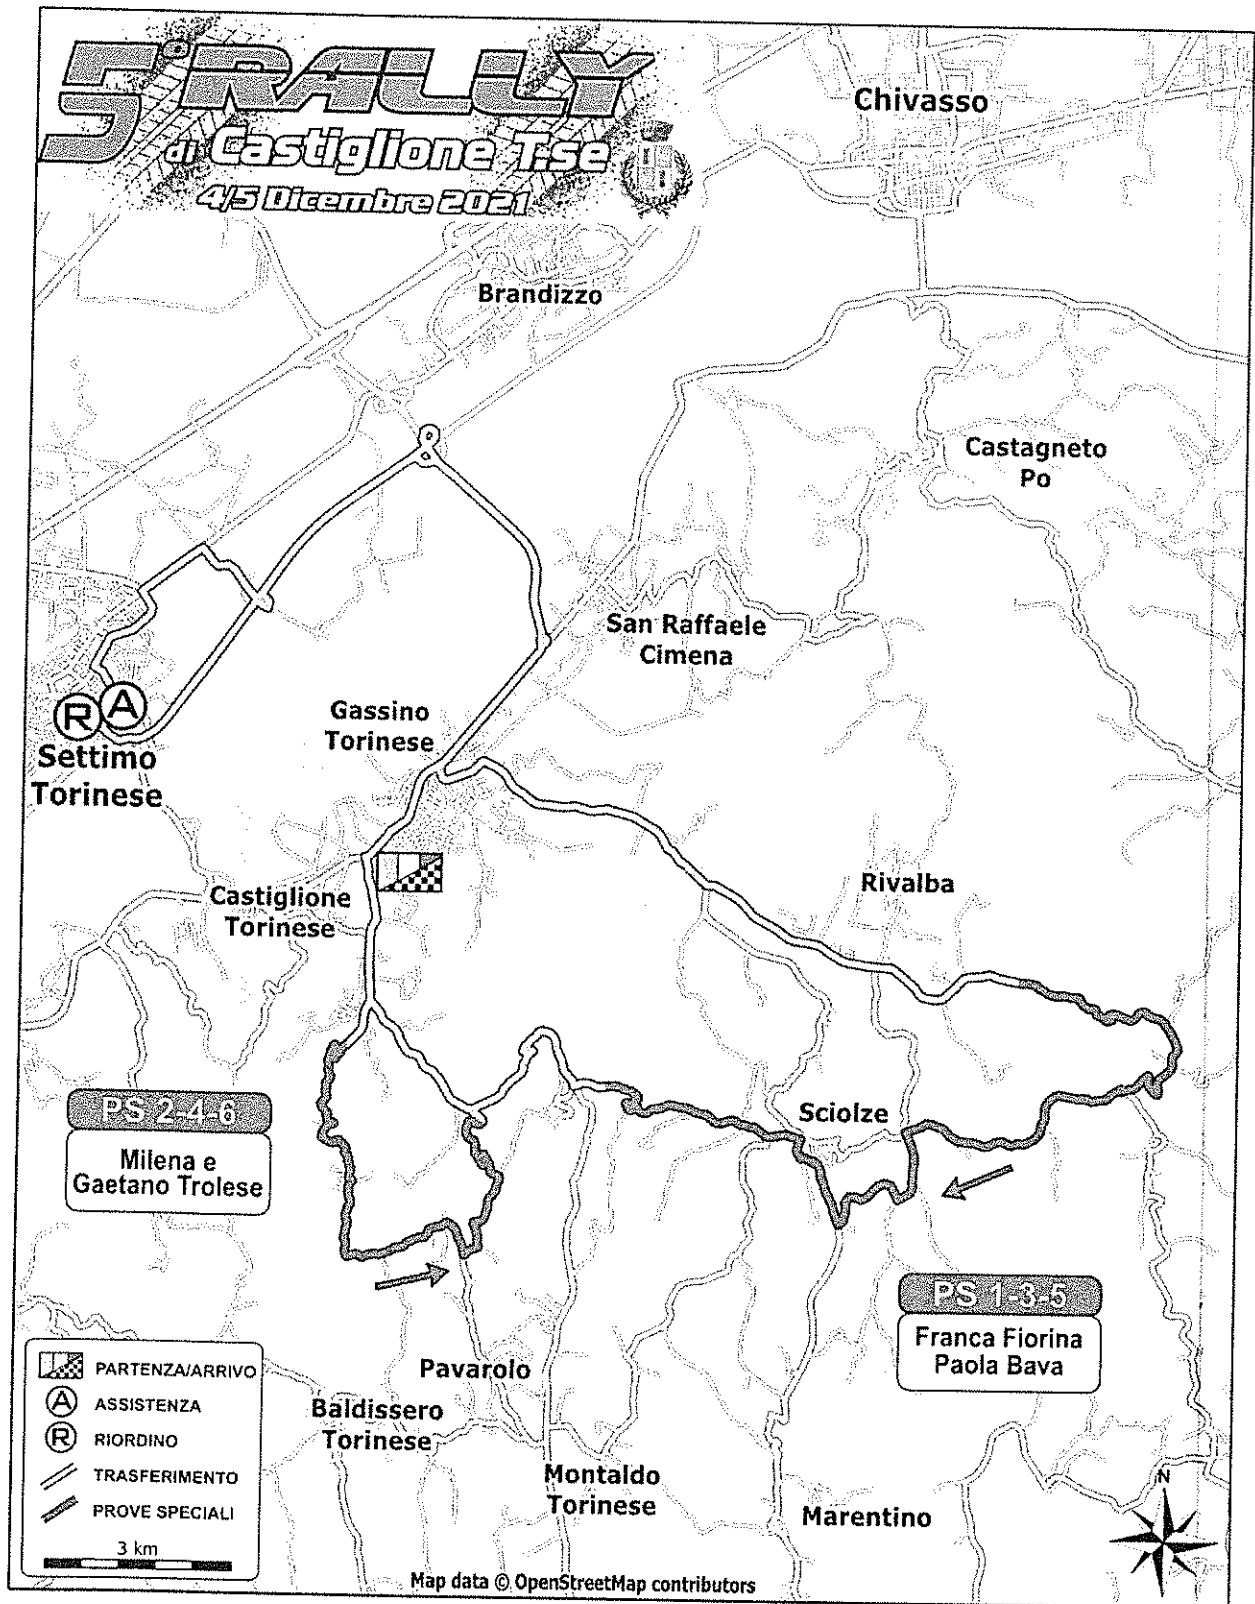 5° RALLY
di Castiglione T.se
4/5 Dicembre 2021
Chivasso
Brandizzo
Castagneto
Po
San Raffaele
Cimena
R
A
Settimo
Torinese
Gassino
Torinese
Castiglione
Torinese
Rivalba
PS 2-4-6
Milena e
Gaetano Trolese
Sciolze
PS 1-3-5
Franca Fiorina
Paola Bava
Pavarolo
Baldissero
Torinese
Montaldo
Torinese
Marentino
N
PARTENZA/ARRIVO
A ASSISTENZA
R RIORDINO
TRASFERIMENTO
PROVE SPECIALI
3 km
Map data © OpenStreetMap contributors